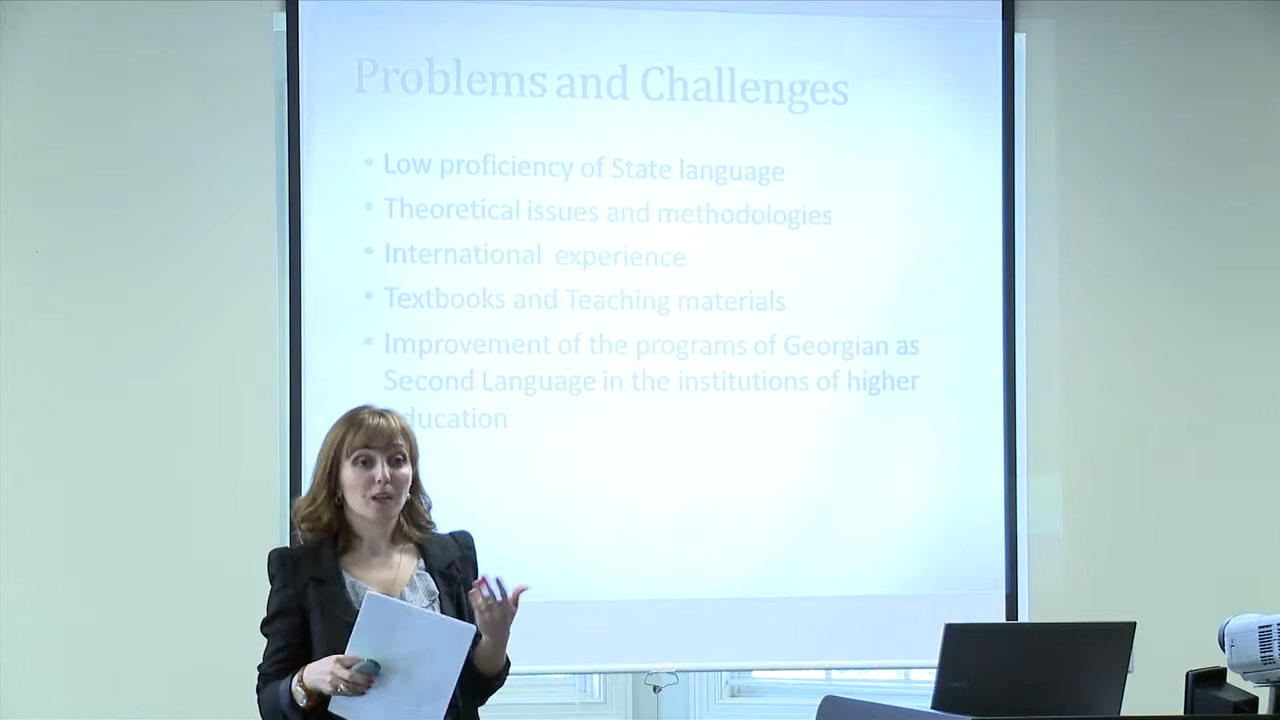 Problems and Challenges
• Low proficiency of State language
• Theoretical issues and methodologies
• International experience
• Textbooks and Teaching materials
• Improvement of the programs of Georgian as
Second Language in the institutions of higher
education